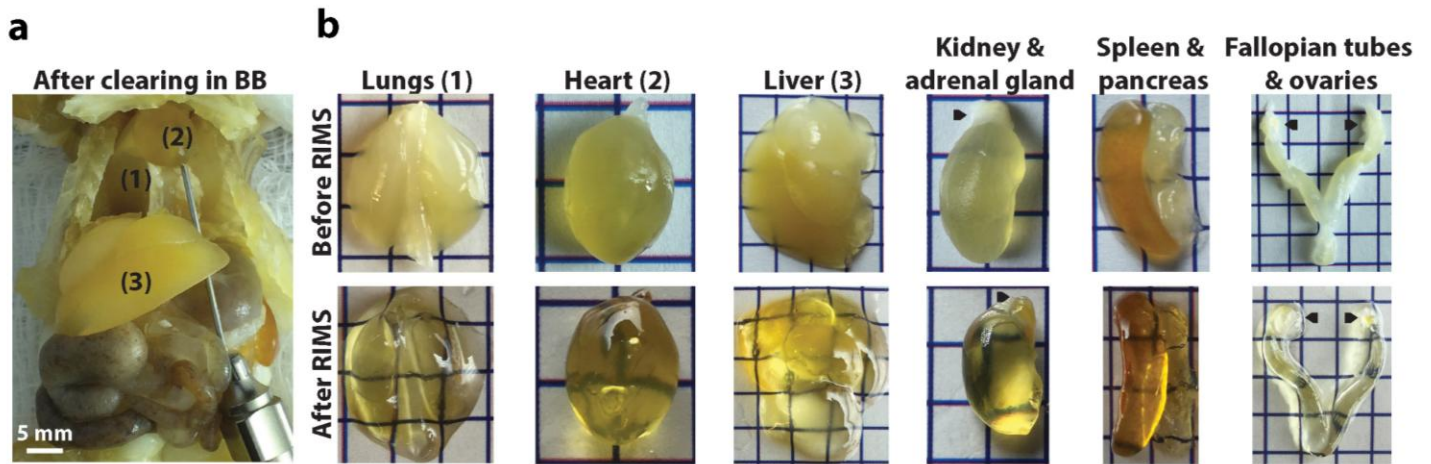 a
b
After clearing in BB
Lungs (1)
Heart (2)
Liver (3)
Kidney &
adrenal gland
Spleen &
pancreas
Fallopian tubes
& ovaries
Before RIMS
After RIMS
(2)
(1)
(3)
5 mm